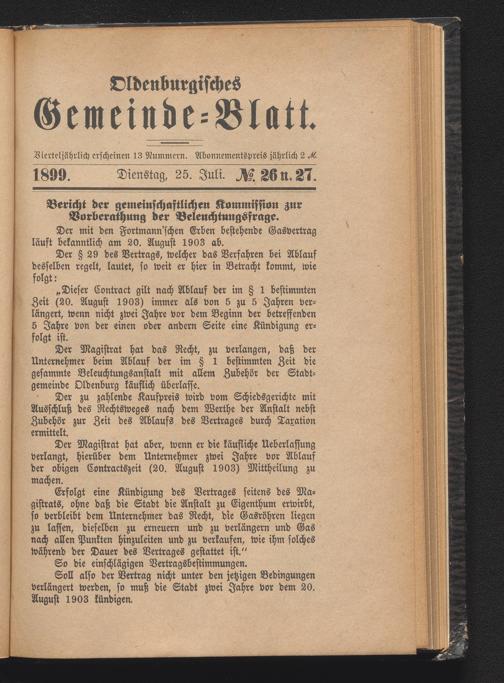 Oldenburgisches
Gemeinde=Blatt.
Vierteljährlich erscheinen 13 Nummern. Abonnementspreis jährlich 2 ℳ.
1899. Dienstag, 25. Juli. №. 26 u. 27.
Bericht der gemeinschaftlichen Kommission zur
Vorberathung der Beleuchtungsfrage.
Der mit den Fortmann'schen Erben bestehende Gasvertrag
läuft bekanntlich am 20. August 1903 ab.
Der § 29 des Vertrags, welcher das Verfahren bei Ablauf
desselben regelt, lautet, so weit er hier in Betracht kommt, wie
folgt:
„Dieser Contract gilt nach Ablauf der im § 1 bestimmten
Zeit (20. August 1903) immer als von 5 zu 5 Jahren ver-
längert, wenn nicht zwei Jahre vor dem Beginn der betreffenden
5 Jahre von der einen oder andern Seite eine Kündigung er-
folgt ist.
Der Magistrat hat das Recht, zu verlangen, daß der
Unternehmer beim Ablauf der im § 1 bestimmten Zeit die
gesammte Beleuchtungsanstalt mit allem Zubehör der Stadt-
gemeinde Oldenburg käuflich überlasse.
Der zu zahlende Kaufpreis wird vom Schiedsgerichte mit
Ausschluß des Rechtsweges nach dem Werthe der Anstalt nebst
Zubehör zur Zeit des Ablaufs des Vertrages durch Taxation
ermittelt.
Der Magistrat hat aber, wenn er die käufliche Ueberlassung
verlangt, hierüber dem Unternehmer zwei Jahre vor Ablauf
der obigen Contractszeit (20. August 1903) Mittheilung zu
machen.
Erfolgt eine Kündigung des Vertrages seitens des Ma-
gistrats, ohne daß die Stadt die Anstalt zu Eigenthum erwirbt,
so verbleibt dem Unternehmer das Recht, die Gasröhren liegen
zu lassen, dieselben zu erneuern und zu verlängern und Gas
nach allen Punkten hinzuleiten und zu verkaufen, wie ihm solches
während der Dauer des Vertrages gestattet ist.“
So die einschlägigen Vertragsbestimmungen.
Soll also der Vertrag nicht unter den jetzigen Bedingungen
verlängert werden, so muß die Stadt zwei Jahre vor dem 20.
August 1903 kündigen.